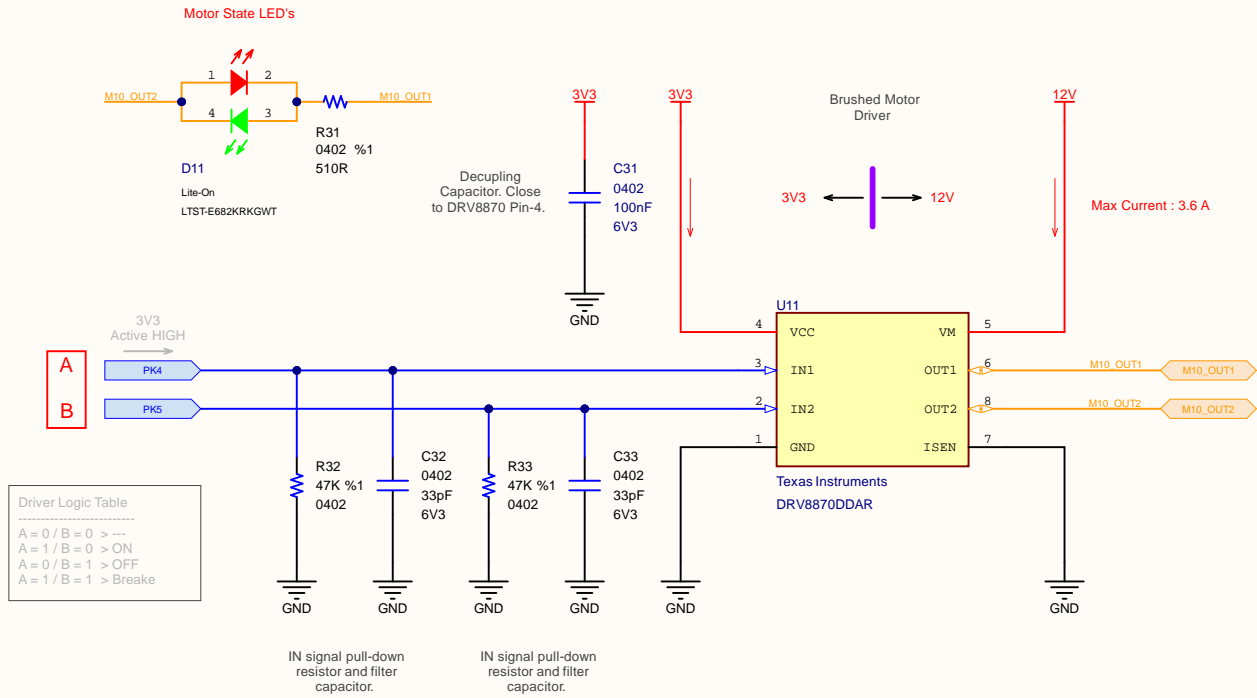 Motor State LED's
1 2
M10_OUT2
M10_OUT1
4 3
R31
0402 %1
510R
D11
Lite-On
LTST-E682KRKGWT
3V3
Decupling
Capacitor. Close
to DRV8870 Pin-4.
C31
0402
100nF
6V3
GND
3V3
Brushed Motor
Driver
12V
3V3
12V
Max Current : 3.6 A
3V3
Active HIGH
A
B
PK4
PK5
U11
4 VCC
3 IN1
2 IN2
1 GND
VM 5
OUT1 6
OUT2 8
ISEN 7
M10_OUT1
M10_OUT1
M10_OUT2
M10_OUT2
Texas Instruments
DRV8870DDAR
R32
47K %1
0402
C32
0402
33pF
6V3
R33
47K %1
0402
C33
0402
33pF
6V3
Driver Logic Table
--------------------------
A = 0 / B = 0 > ---
A = 1 / B = 0 > ON
A = 0 / B = 1 > OFF
A = 1 / B = 1 > Breake
GND
GND
GND
GND
GND
GND
IN signal pull-down
resistor and filter
capacitor.
IN signal pull-down
resistor and filter
capacitor.